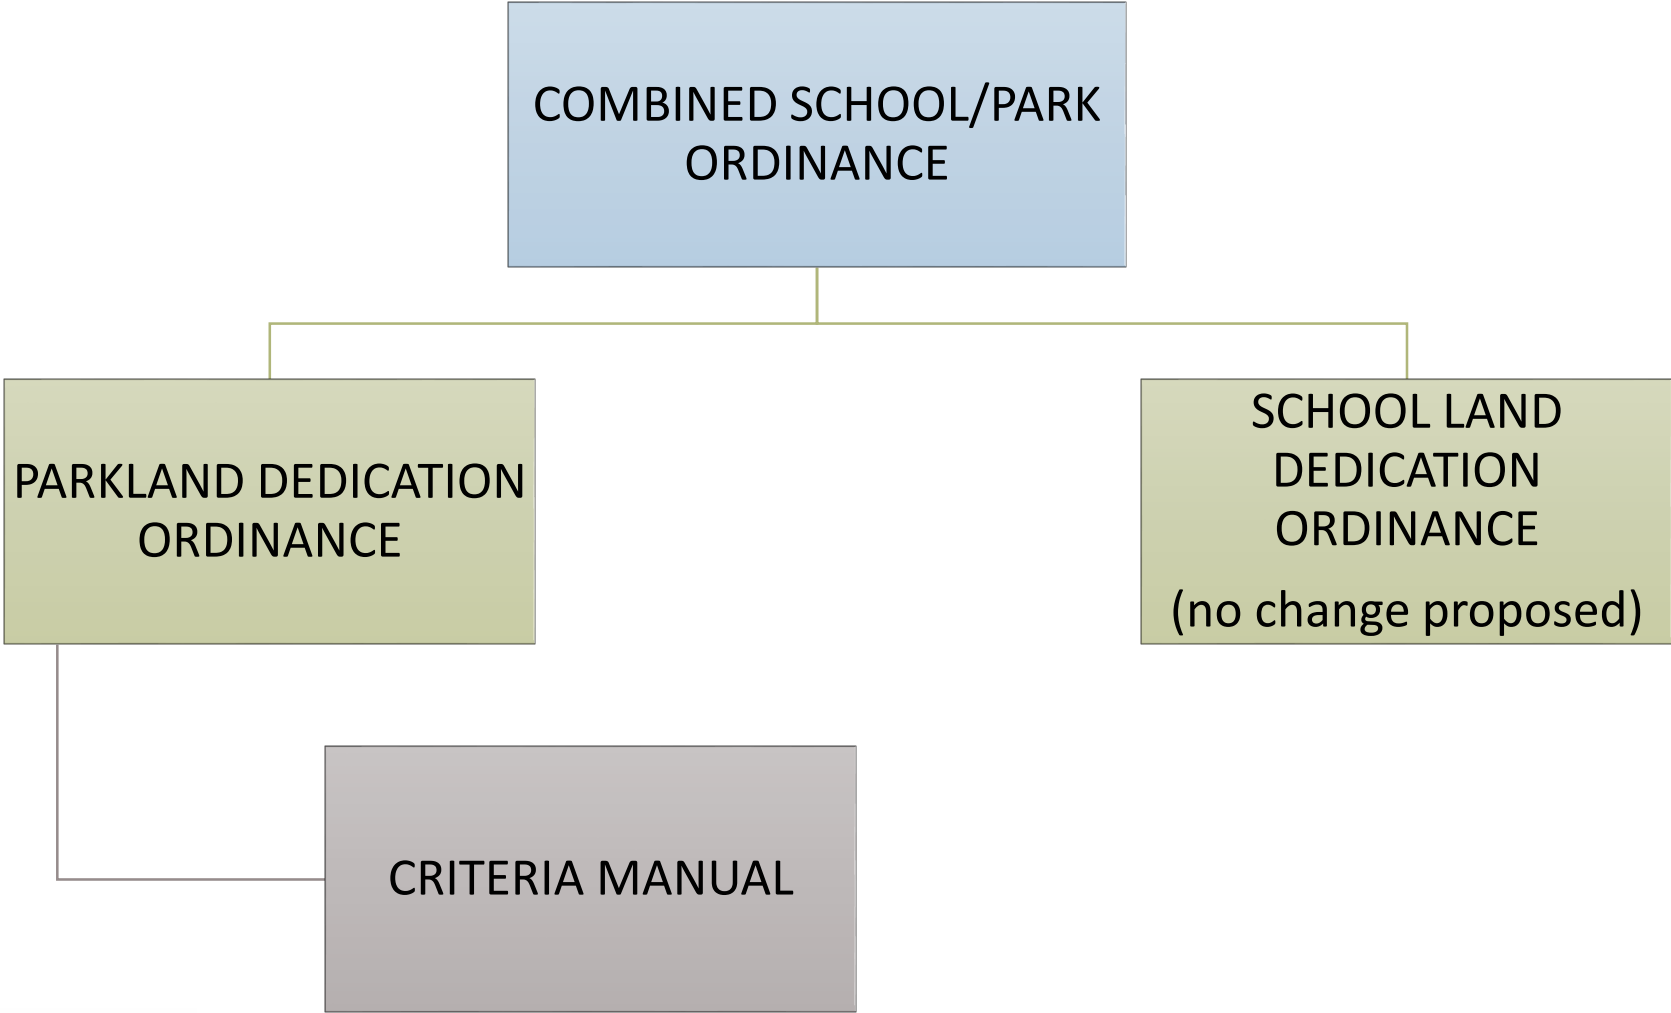 COMBINED SCHOOL/PARK
ORDINANCE
PARKLAND DEDICATION
ORDINANCE
SCHOOL LAND
DEDICATION
ORDINANCE
(no change proposed)
CRITERIA MANUAL